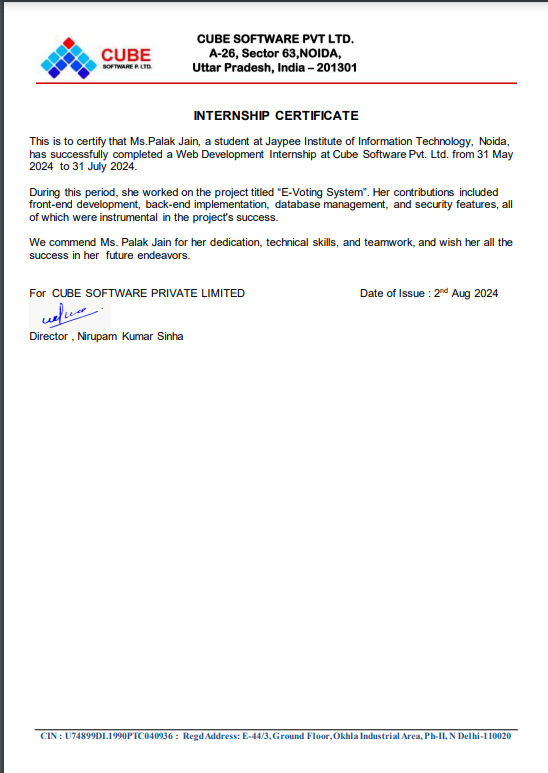 CUBE
SOFTWARE P. LTD.
CUBE SOFTWARE PVT LTD.
A-26, Sector 63,NOIDA,
Uttar Pradesh, India – 201301
INTERNSHIP CERTIFICATE
This is to certify that Ms.Palak Jain, a student at Jaypee Institute of Information Technology, Noida,
has successfully completed a Web Development Internship at Cube Software Pvt. Ltd. from 31 May
2024 to 31 July 2024.
During this period, she worked on the project titled “E-Voting System”. Her contributions included
front-end development, back-end implementation, database management, and security features, all
of which were instrumental in the project's success.
We commend Ms. Palak Jain for her dedication, technical skills, and teamwork, and wish her all the
success in her future endeavors.
For CUBE SOFTWARE PRIVATE LIMITED
Date of Issue : 2nd Aug 2024
Director , Nirupam Kumar Sinha
CIN : U74899DL1990PTC040936 : Regd Address: E-44/3, Ground Floor, Okhla Industrial Area, Ph-II, N Delhi-110020